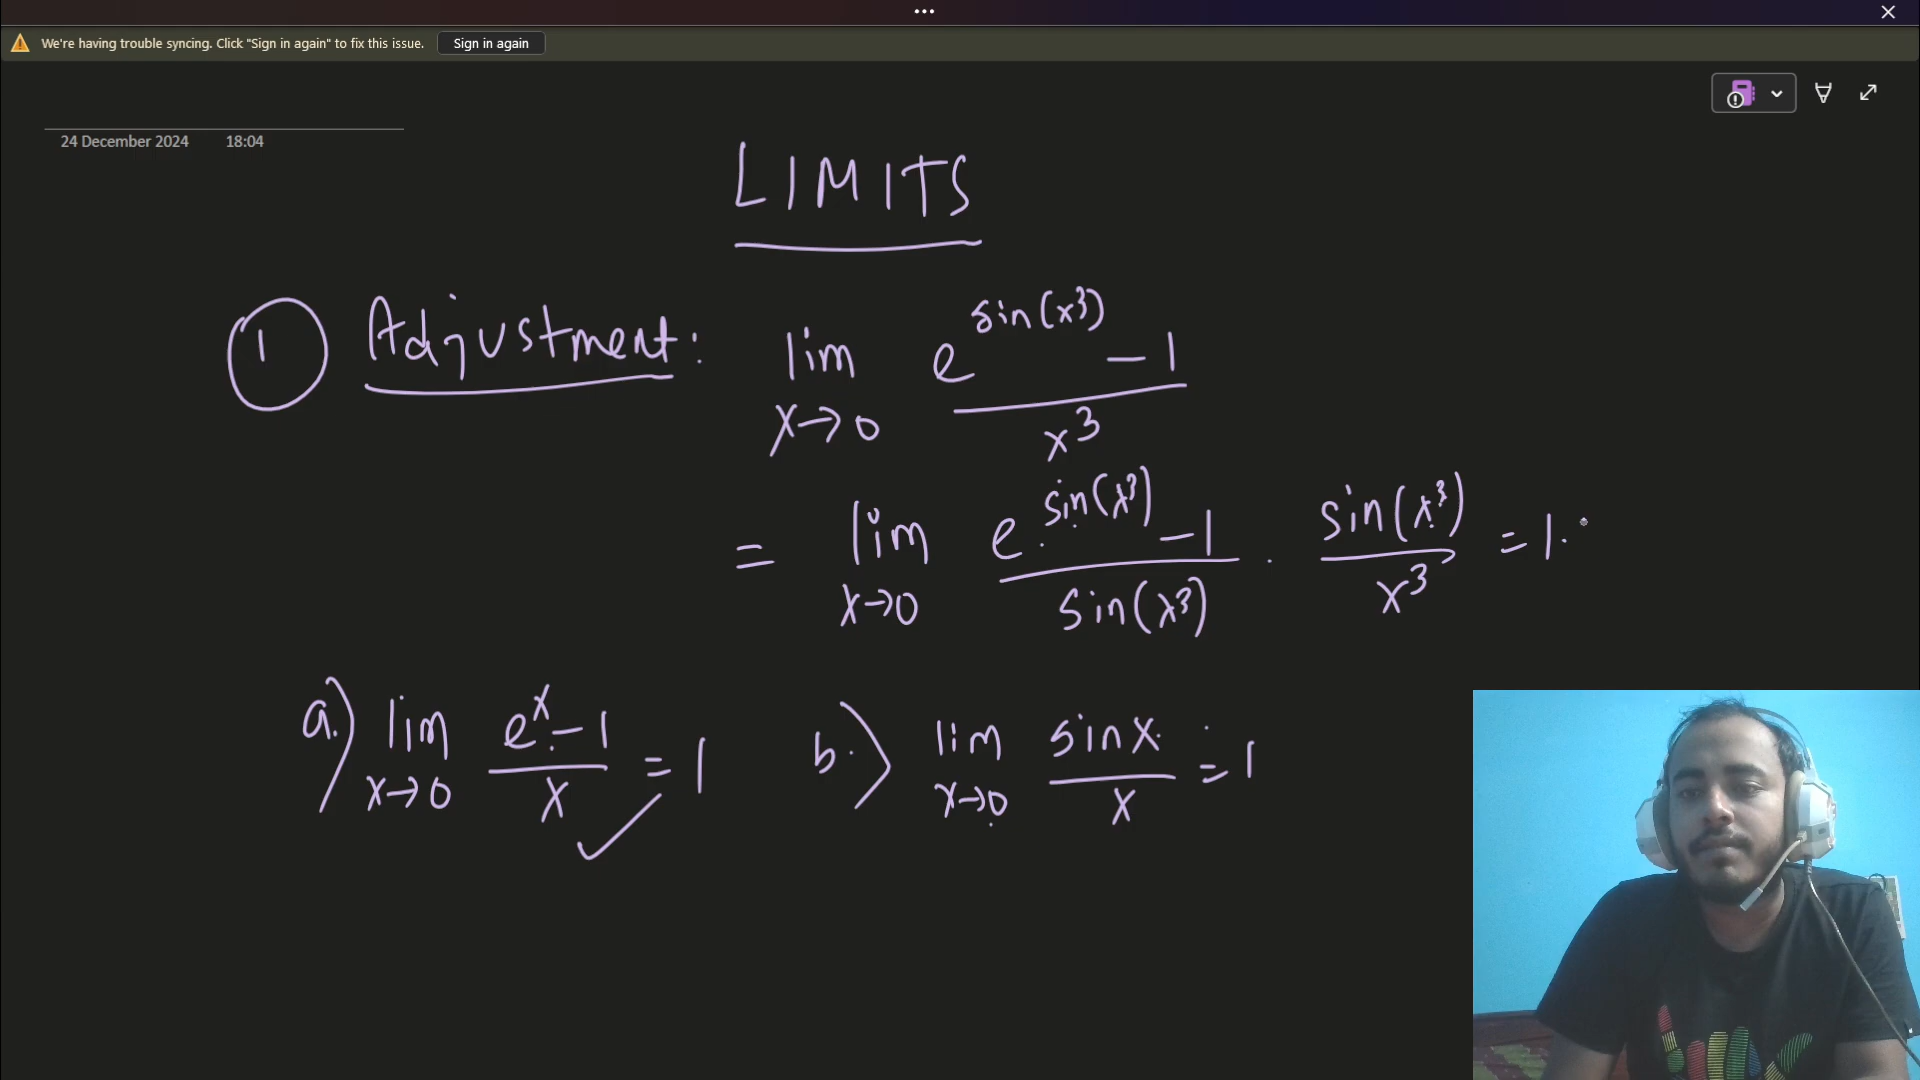 We're having trouble syncing. Click "Sign in again" to fix this issue. Sign in again
24 December 2024 18:04
LIMITS
1 Adjustment: lim x→0 (e^sin(x³) − 1)/x³
= lim x→0 (e^sin(x³) − 1)/sin(x³) · sin(x³)/x³ = 1.
a.) lim x→0 (e^x − 1)/x = 1 ✓ b.) lim x→0 sinx/x = 1